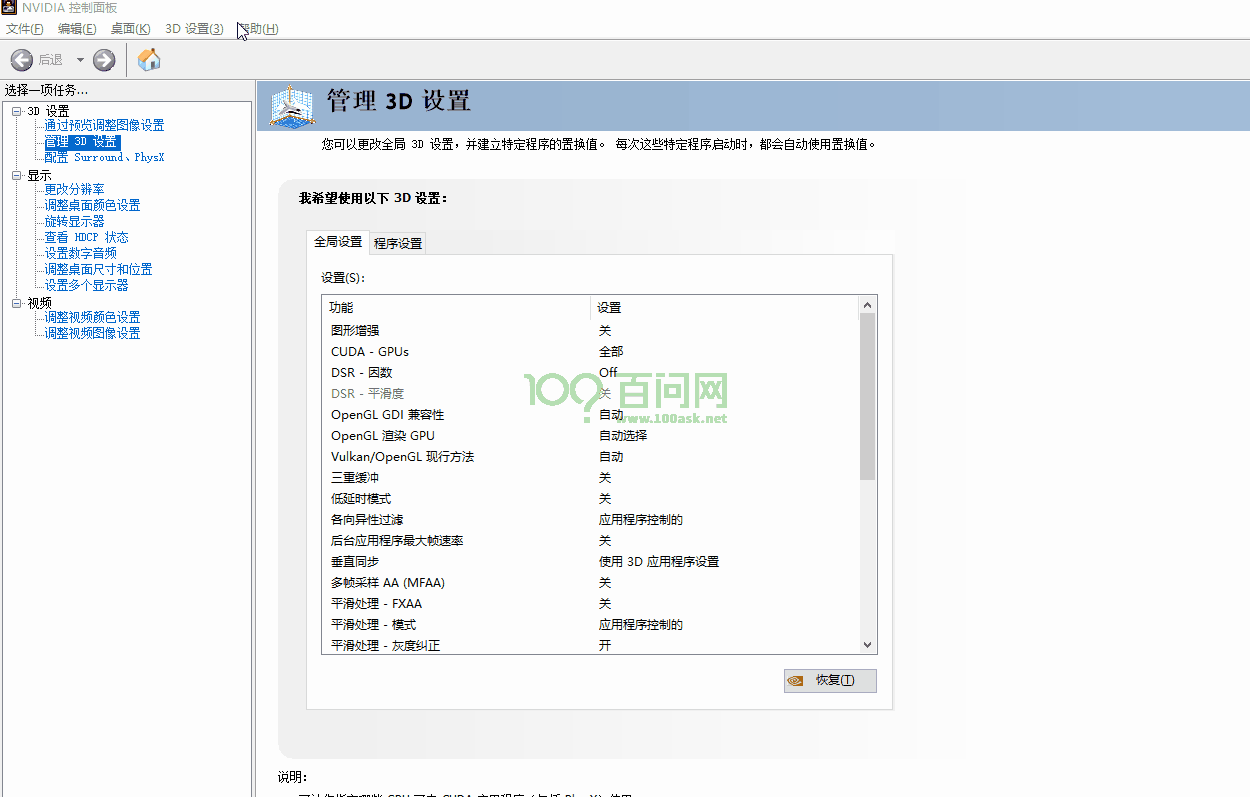 NVIDIA 控制面板
文件(F) 编辑(E) 桌面(K) 3D 设置(3) 帮助(H)
后退
选择一项任务...
3D 设置
通过预览调整图像设置
管理 3D 设置
配置 Surround、PhysX
显示
更改分辨率
调整桌面颜色设置
旋转显示器
查看 HDCP 状态
设置数字音频
调整桌面尺寸和位置
设置多个显示器
视频
调整视频颜色设置
调整视频图像设置
管理 3D 设置
您可以更改全局 3D 设置，并建立特定程序的置换值。 每次这些特定程序启动时，都会自动使用置换值。
我希望使用以下 3D 设置:
全局设置 程序设置
设置(S):
功能 设置
图形增强 关
CUDA - GPUs 全部
DSR - 因数 Off
DSR - 平滑度 关
OpenGL GDI 兼容性 自动
OpenGL 渲染 GPU 自动选择
Vulkan/OpenGL 现行方法 自动
三重缓冲 关
低延时模式 关
各向异性过滤 应用程序控制的
后台应用程序最大帧速率 关
垂直同步 使用 3D 应用程序设置
多帧采样 AA (MFAA) 关
平滑处理 - FXAA 关
平滑处理 - 模式 应用程序控制的
平滑处理 - 灰度纠正 开
100? 百问网
www.100ask.net
恢复(T)
说明: